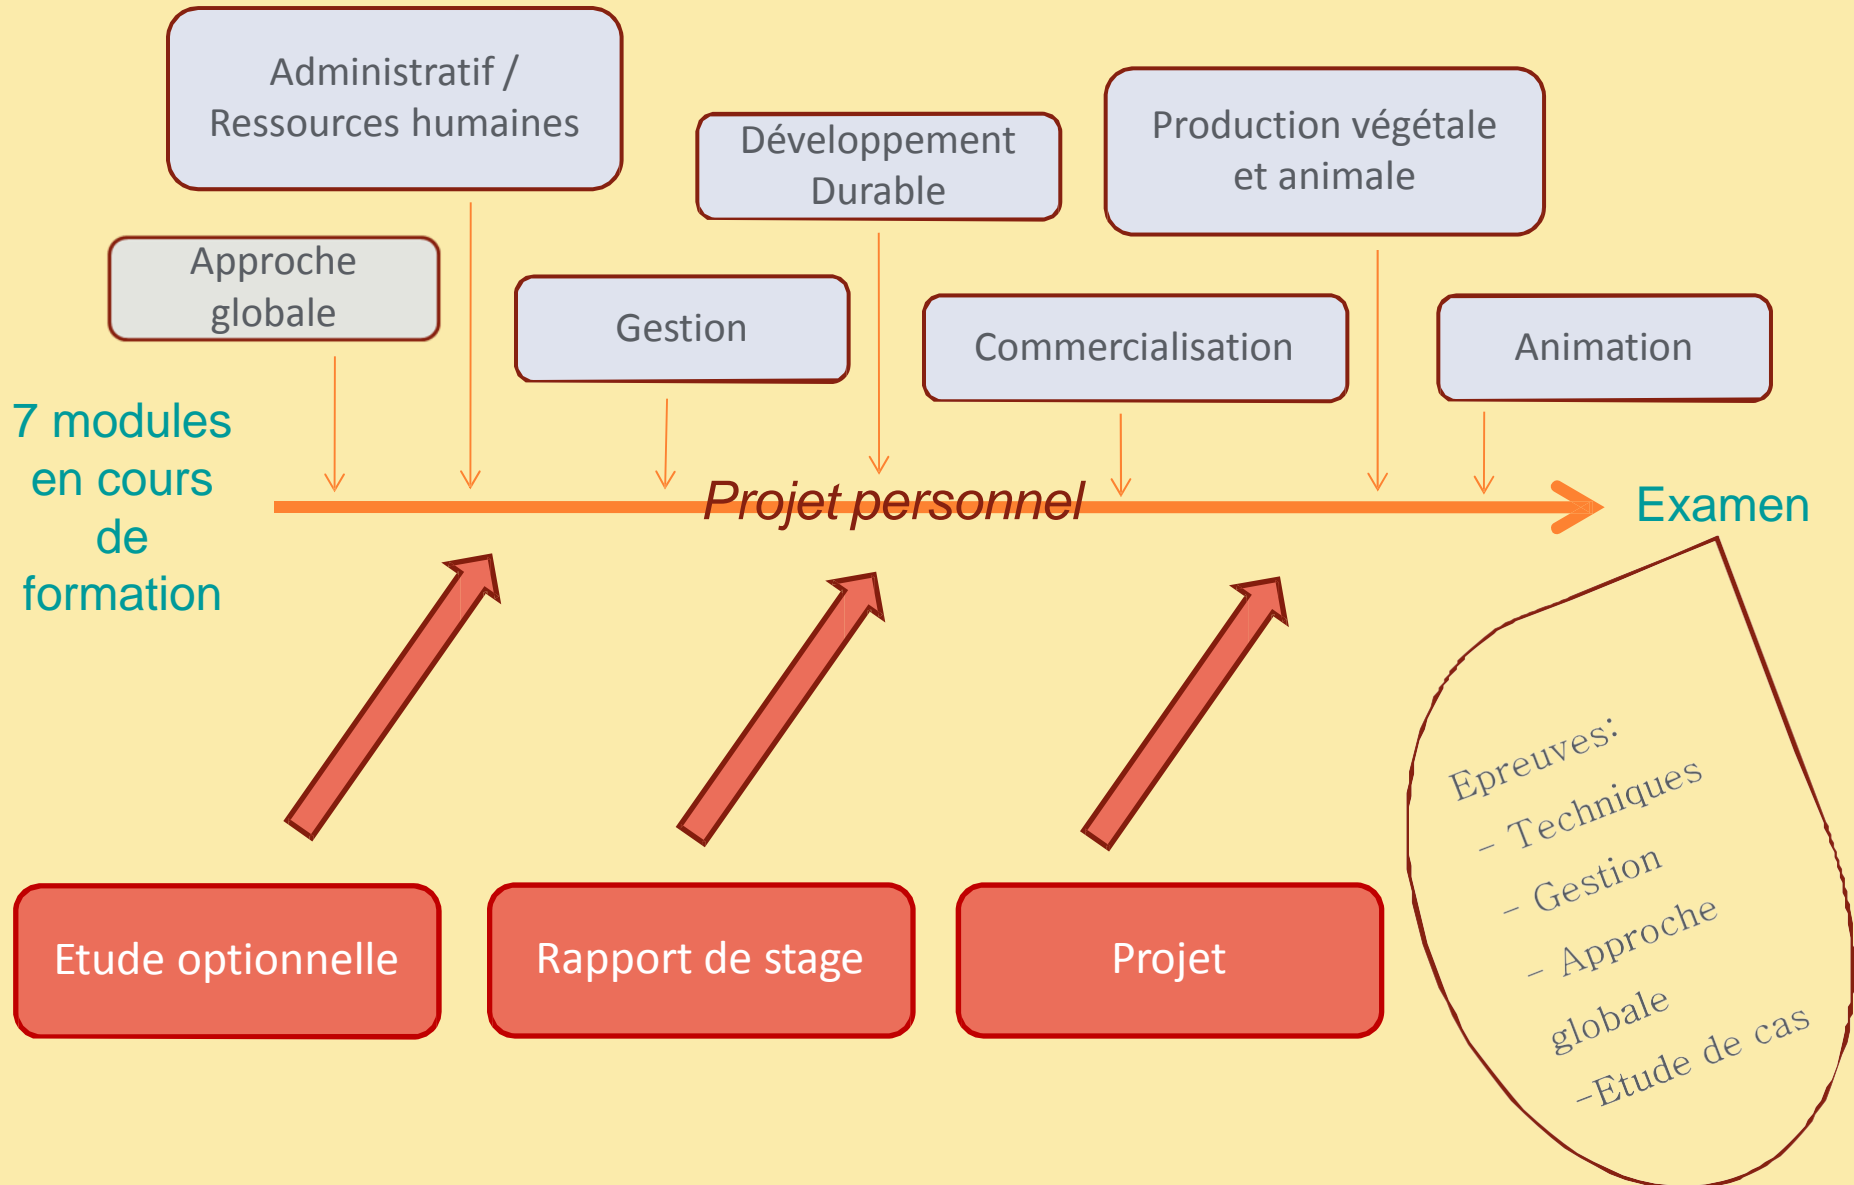 Administratif /
Ressources humaines
Développement
Durable
Production végétale
et animale
Approche
globale
Gestion
Commercialisation
Animation
7 modules
en cours
de
formation
Projet personnel
Examen
Etude optionnelle
Rapport de stage
Projet
Epreuves:
- Techniques
- Gestion
- Approche
globale
-Etude de cas